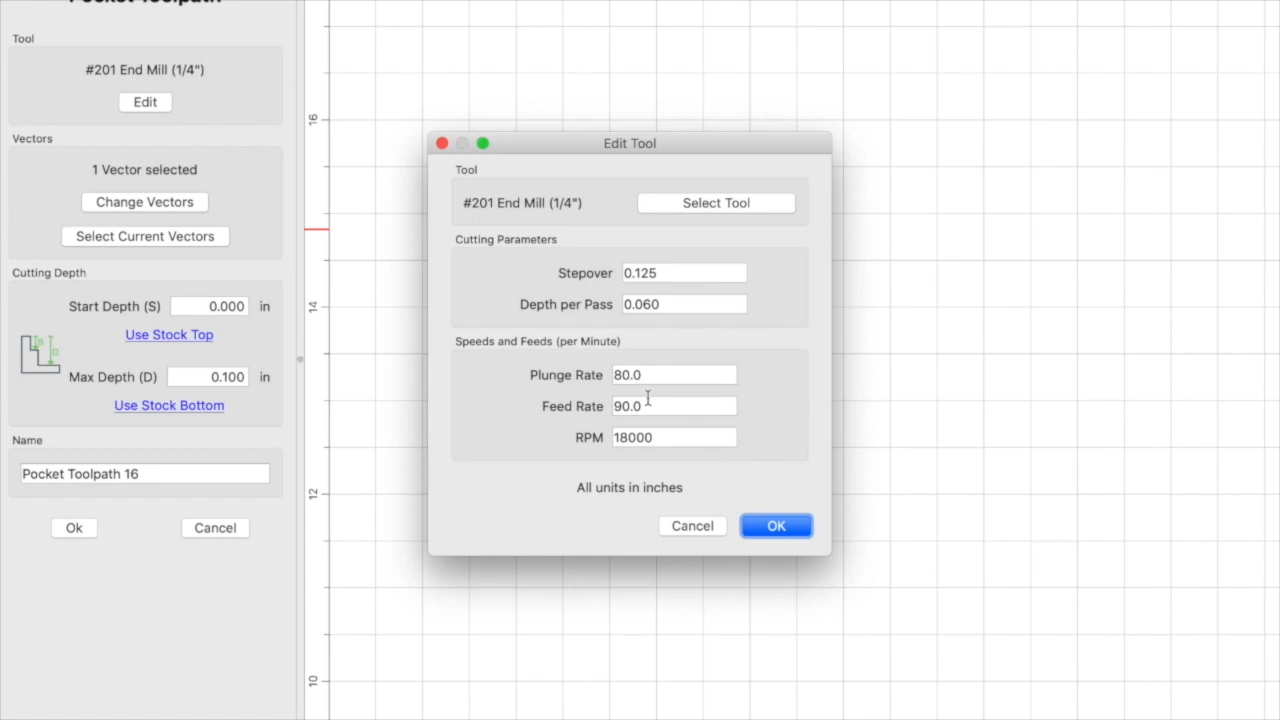 Pocket Toolpath
Tool
#201 End Mill (1/4")
Edit
Vectors
1 Vector selected
Change Vectors
Select Current Vectors
Cutting Depth
Start Depth (S) 0.000 in
Use Stock Top
S
D
Max Depth (D) 0.100 in
Use Stock Bottom
Name
Pocket Toolpath 16
Ok Cancel
16
14
12
10
Edit Tool
Tool
#201 End Mill (1/4") Select Tool
Cutting Parameters
Stepover 0.125
Depth per Pass 0.060
Speeds and Feeds (per Minute)
Plunge Rate 80.0
Feed Rate 90.0
RPM 18000
All units in inches
Cancel OK